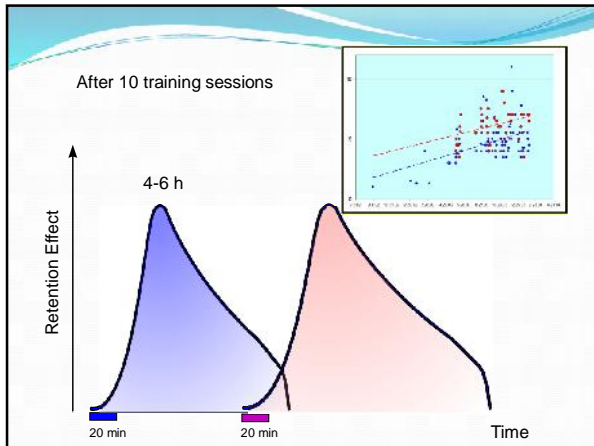 After 10 training sessions
4-6 h
Retention Effect
20 min
20 min
Time